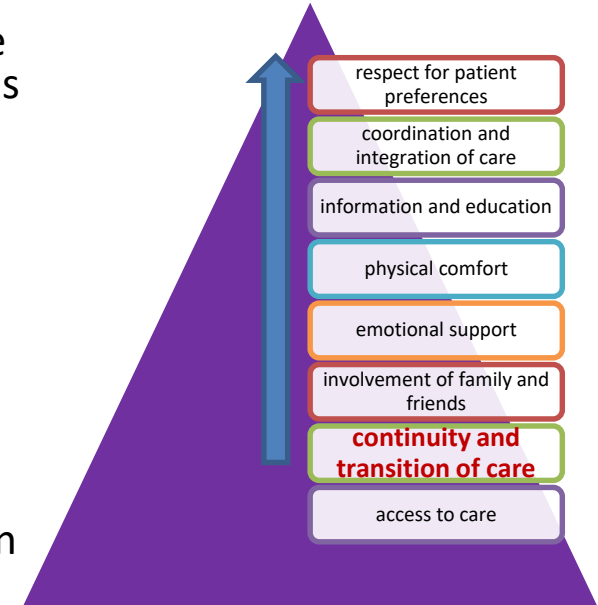 e
s
respect for patient
preferences
coordination and
integration of care
information and education
physical comfort
emotional support
involvement of family and
friends
continuity and
transition of care
access to care
n